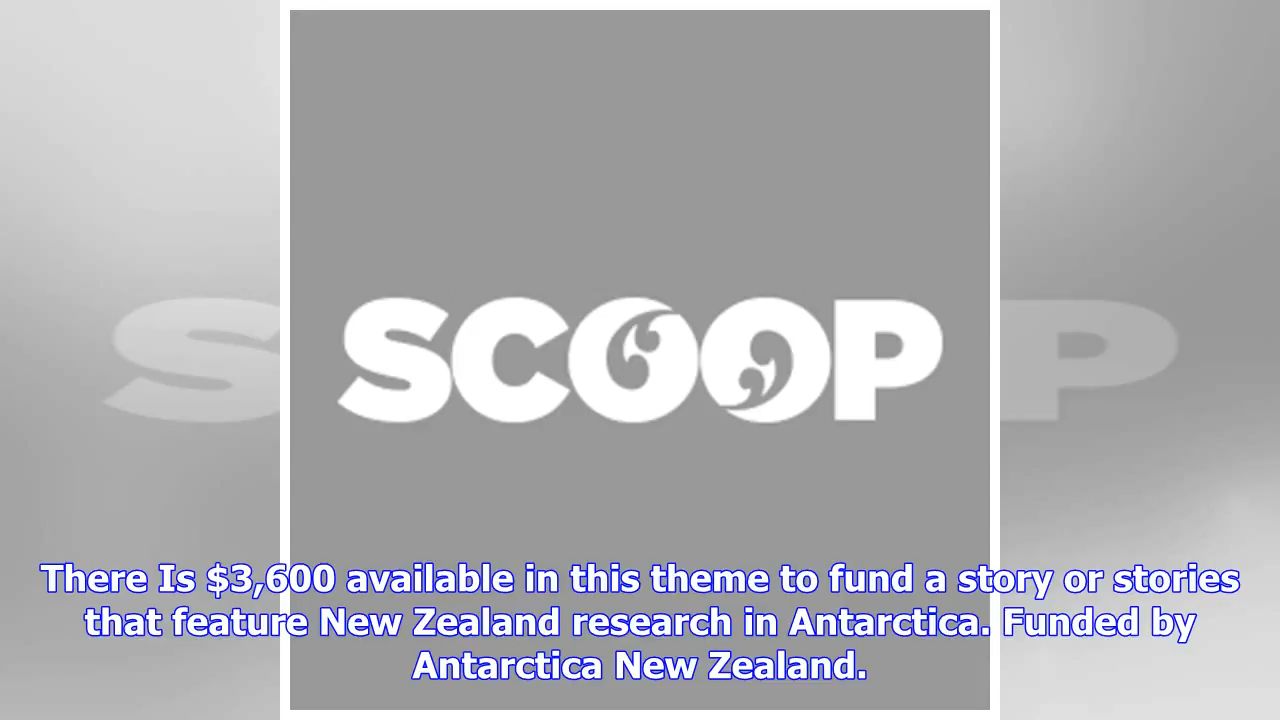 SCOOP
There Is $3,600 available in this theme to fund a story or stories
that feature New Zealand research in Antarctica. Funded by
Antarctica New Zealand.